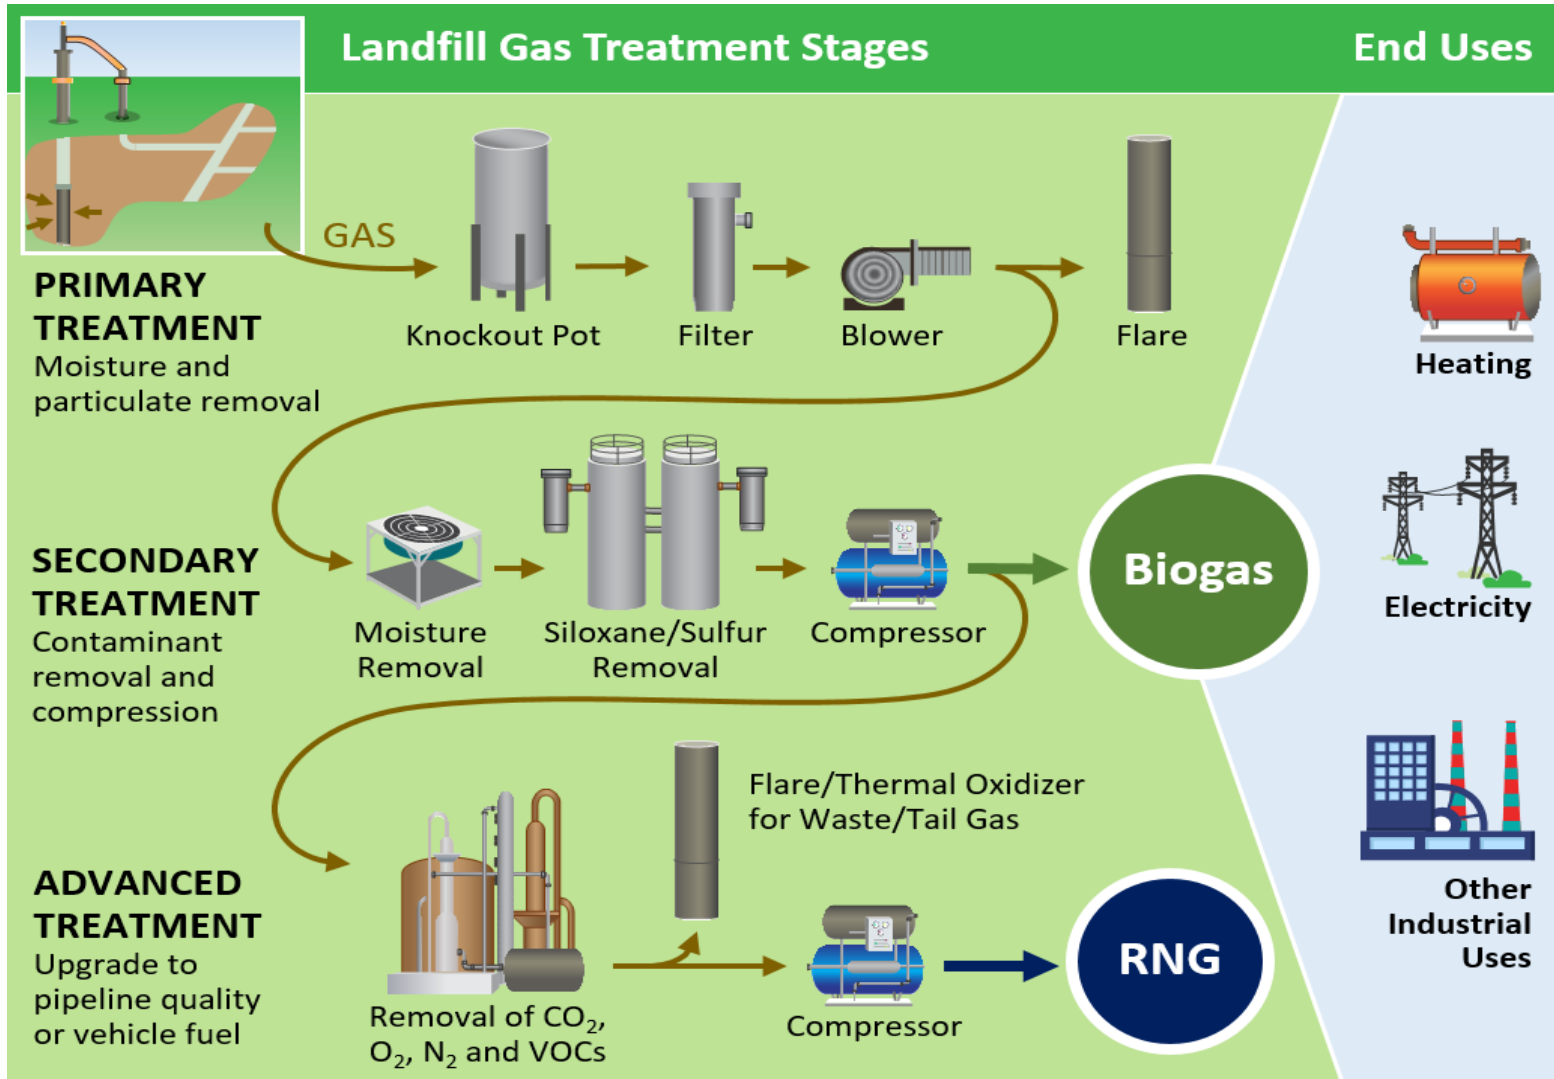 Landfill Gas Treatment Stages
End Uses
GAS
PRIMARY
TREATMENT
Moisture and
particulate removal
Knockout Pot
Filter
Blower
Flare
Heating
SECONDARY
TREATMENT
Contaminant
removal and
compression
Moisture
Removal
Siloxane/Sulfur
Removal
Compressor
Biogas
Electricity
ADVANCED
TREATMENT
Upgrade to
pipeline quality
or vehicle fuel
Removal of CO₂,
O₂, N₂ and VOCs
Flare/Thermal Oxidizer
for Waste/Tail Gas
Compressor
RNG
Other
Industrial
Uses